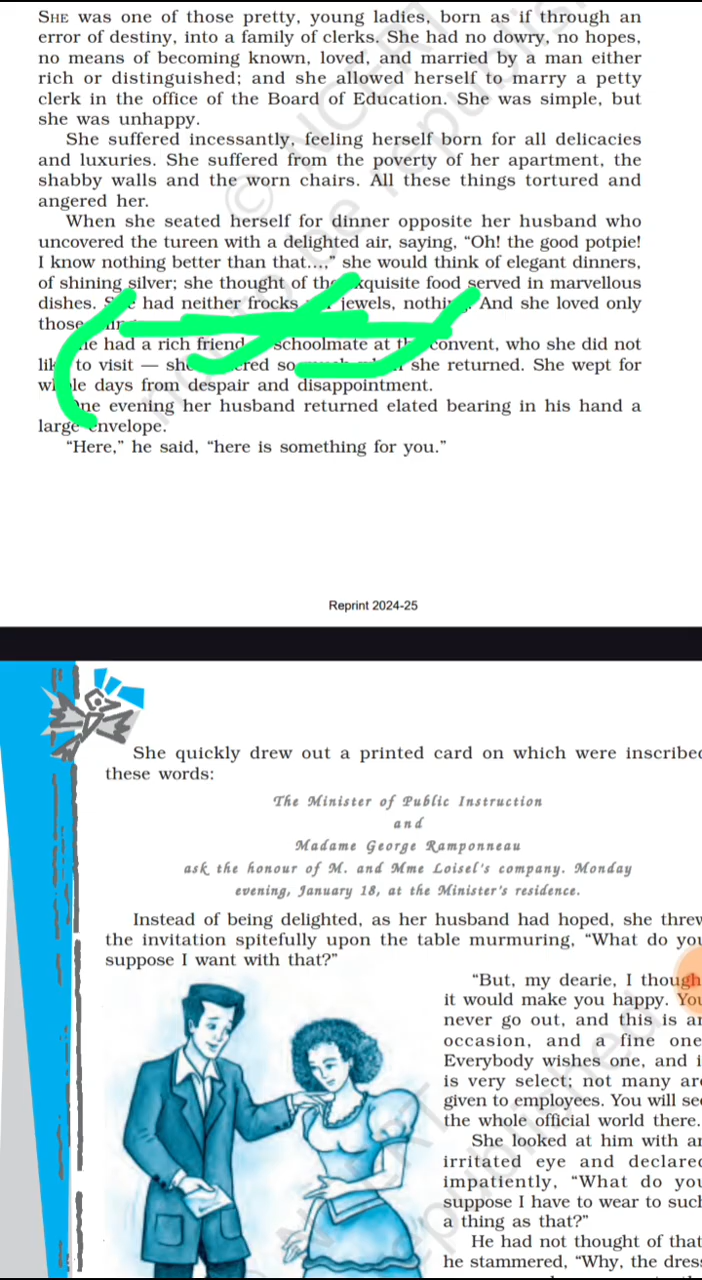 SHE was one of those pretty, young ladies, born as if through an
error of destiny, into a family of clerks. She had no dowry, no hopes,
no means of becoming known, loved, and married by a man either
rich or distinguished; and she allowed herself to marry a petty
clerk in the office of the Board of Education. She was simple, but
she was unhappy.
She suffered incessantly, feeling herself born for all delicacies
and luxuries. She suffered from the poverty of her apartment, the
shabby walls and the worn chairs. All these things tortured and
angered her.
When she seated herself for dinner opposite her husband who
uncovered the tureen with a delighted air, saying, “Oh! the good potpie!
I know nothing better than that...,” she would think of elegant dinners,
of shining silver; she thought of the exquisite food served in marvellous
dishes. She had neither frocks jewels, And she loved only
those
had a rich friend, schoolmate at the convent, who she did not
to visit — she returned. She wept for
whole days from despair and disappointment.
One evening her husband returned elated bearing in his hand a
large envelope.
“Here,” he said, “here is something for you.”
Reprint 2024-25
She quickly drew out a printed card on which were inscribed
these words:
The Minister of Public Instruction
and
Madame George Ramponneau
ask the honour of M. and Mme Loisel's company. Monday
evening, January 18, at the Minister's residence.
Instead of being delighted, as her husband had hoped, she threw
the invitation spitefully upon the table murmuring, “What do you
suppose I want with that?”
“But, my dearie, I though
it would make you happy. You
never go out, and this is an
occasion, and a fine one
Everybody wishes one, and i
is very select; not many are
given to employees. You will see
the whole official world there.
She looked at him with an
irritated eye and declared
impatiently, “What do you
suppose I have to wear to such
a thing as that?”
He had not thought of that
he stammered, “Why, the dress